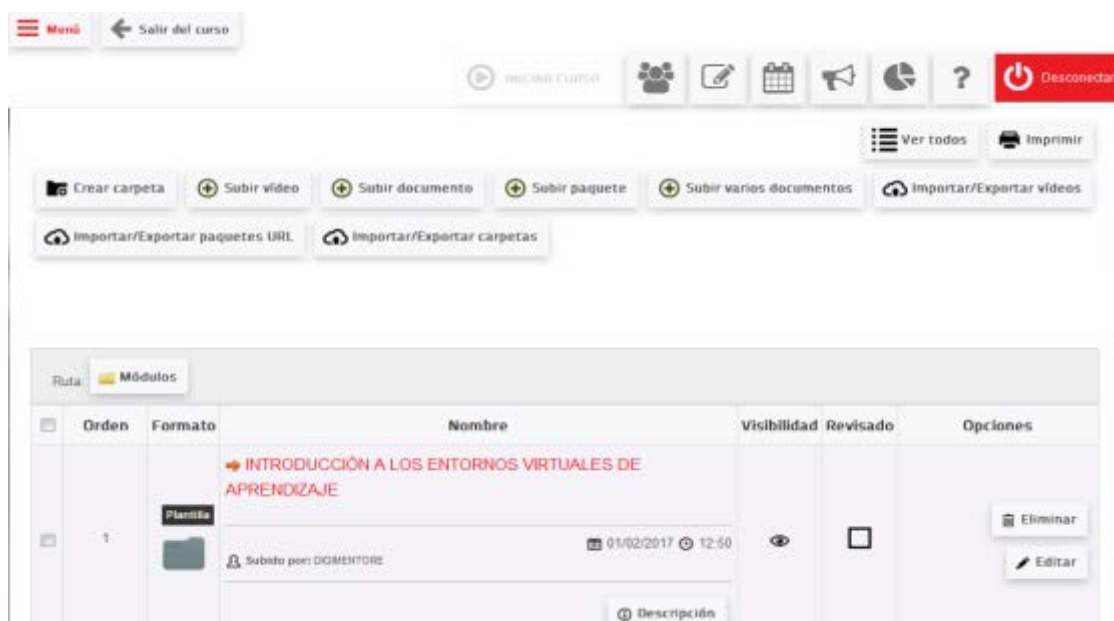 Menú Salir del curso
INICIAR CURSO ? Desconectar
Ver todos Imprimir
Crear carpeta Subir vídeo Subir documento Subir paquete Subir varios documentos Importar/Exportar vídeos
Importar/Exportar paquetes URL Importar/Exportar carpetas
Ruta: Módulos
Orden Formato Nombre Visibilidad Revisado Opciones
INTRODUCCIÓN A LOS ENTORNOS VIRTUALES DE
APRENDIZAJE
Plantilla
Eliminar
1
Subido por: 01/02/2017 12:50
Editar
Descripción